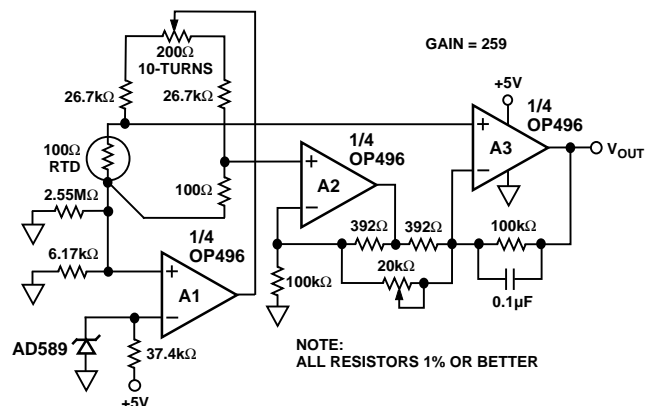 GAIN = 259
200Ω
10-TURNS
26.7kΩ
26.7kΩ
+5V
1/4
OP496
100Ω
RTD
+
A3
−
VOUT
1/4
OP496
+
A2
−
100Ω
2.55MΩ
392Ω
392Ω
100kΩ
1/4
OP496
6.17kΩ
+
A1
−
100kΩ
20kΩ
0.1µF
AD589
37.4kΩ
+5V
NOTE:
ALL RESISTORS 1% OR BETTER